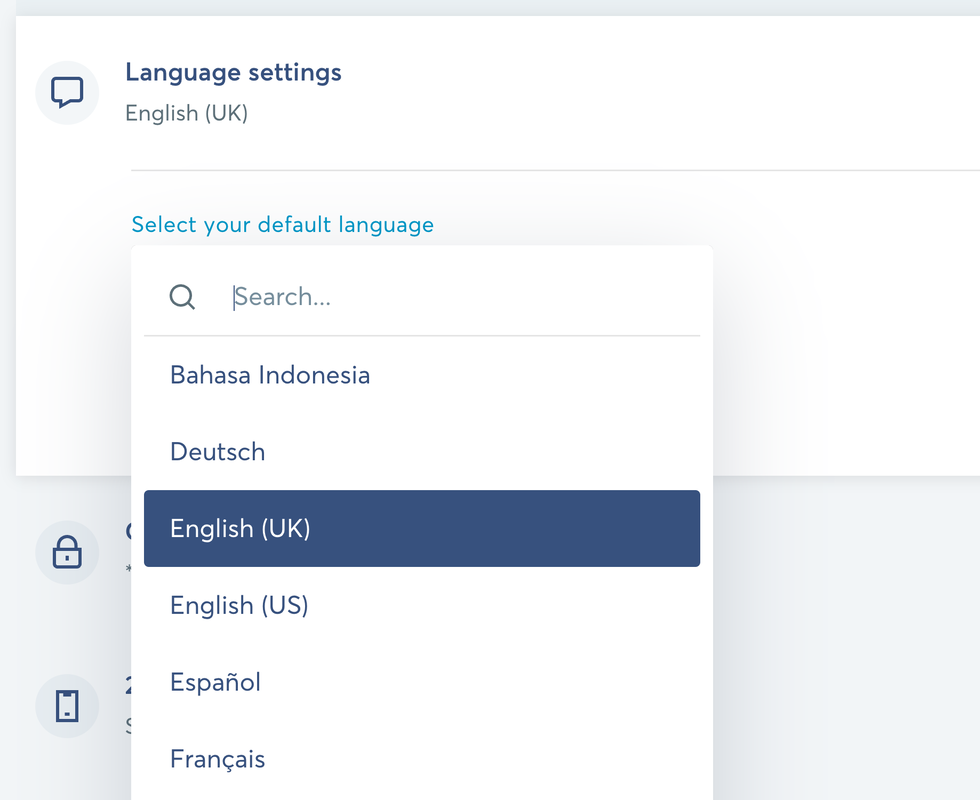 Language settings
English (UK)
Select your default language
Search...
Bahasa Indonesia
Deutsch
English (UK)
English (US)
Español
Français